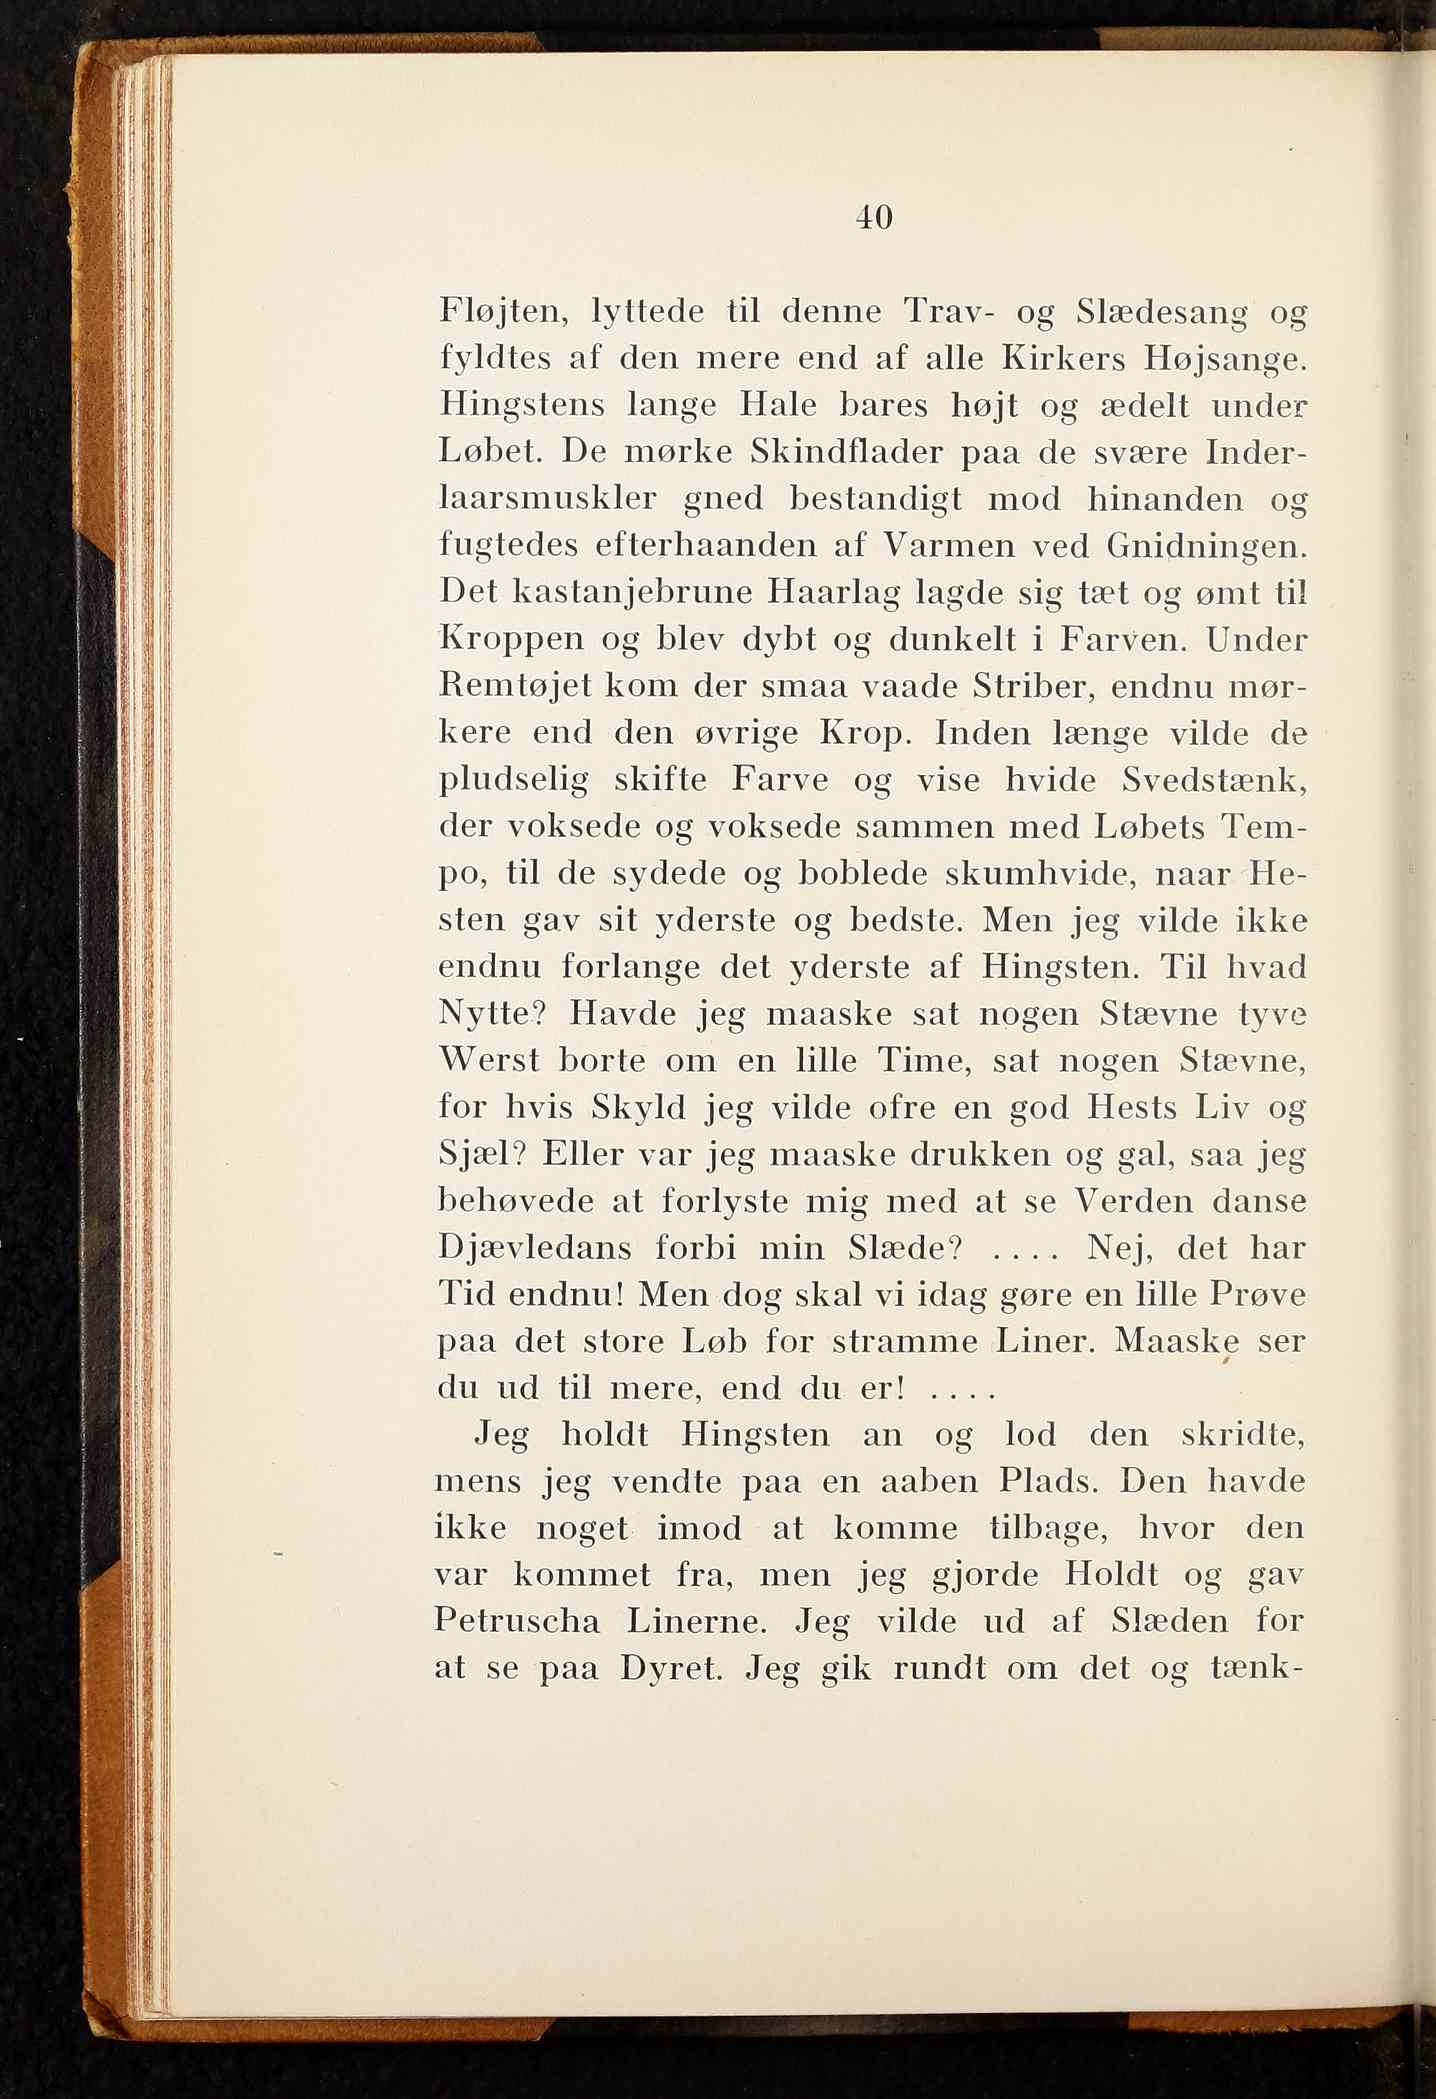 40
Fløjten, lyttede til denne Trav- og Slædesang og
fyldtes af den mere end af alle Kirkers Højsange.
Hingstens lange Hale bares højt og ædelt under
Løbet. De mørke Skindflader paa de svære Inder-
laarsmuskler gned bestandigt mod hinanden og
fugtedes efterhaanden af Varmen ved Gnidningen.
Det kastanjebrune Haarlag lagde sig tæt og ømt til
Kroppen og blev dybt og dunkelt i Farven. Under
Remtøjet kom der smaa vaade Striber, endnu mør-
kere end den øvrige Krop. Inden længe vilde de
pludselig skifte Farve og vise hvide Svedstænk,
der voksede og voksede sammen med Løbets Tem-
po, til de sydede og boblede skumhvide, naar He-
sten gav sit yderste og bedste. Men jeg vilde ikke
endnu forlange det yderste af Hingsten. Til hvad
Nytte? Havde jeg maaske sat nogen Stævne tyve
Werst borte om en lille Time, sat nogen Stævne,
for hvis Skyld jeg vilde ofre en god Hests Liv og
Sjæl? Eller var jeg maaske drukken og gal, saa jeg
behøvede at forlyste mig med at se Verden danse
Djævledans forbi min Slæde? .... Nej, det har
Tid endnu! Men dog skal vi idag gøre en lille Prøve
paa det store Løb for stramme Liner. Maaske ser
du ud til mere, end du er! ....
Jeg holdt Hingsten an og lod den skridte,
mens jeg vendte paa en aaben Plads. Den havde
ikke noget imod at komme tilbage, hvor den
var kommet fra, men jeg gjorde Holdt og gav
Petruscha Linerne. Jeg vilde ud af Slæden for
at se paa Dyret. Jeg gik rundt om det og tænk-